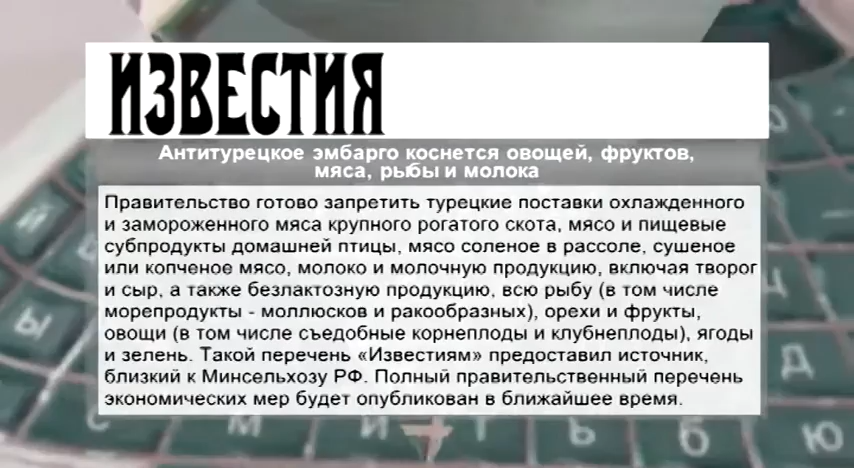 ИЗВЕСТИЯ
Антитурецкое эмбарго коснется овощей, фруктов,
мяса, рыбы и молока
Правительство готово запретить турецкие поставки охлажденного
и замороженного мяса крупного рогатого скота, мясо и пищевые
субпродукты домашней птицы, мясо соленое в рассоле, сушеное
или копченое мясо, молоко и молочную продукцию, включая творог
и сыр, а также безлактозную продукцию, всю рыбу (в том числе
морепродукты - моллюсков и ракообразных), орехи и фрукты,
овощи (в том числе съедобные корнеплоды и клубнеплоды), ягоды
и зелень. Такой перечень «Известиям» предоставил источник,
близкий к Минсельхозу РФ. Полный правительственный перечень
экономических мер будет опубликован в ближайшее время.
Ы
Д
С М И Т Ь Б Ю